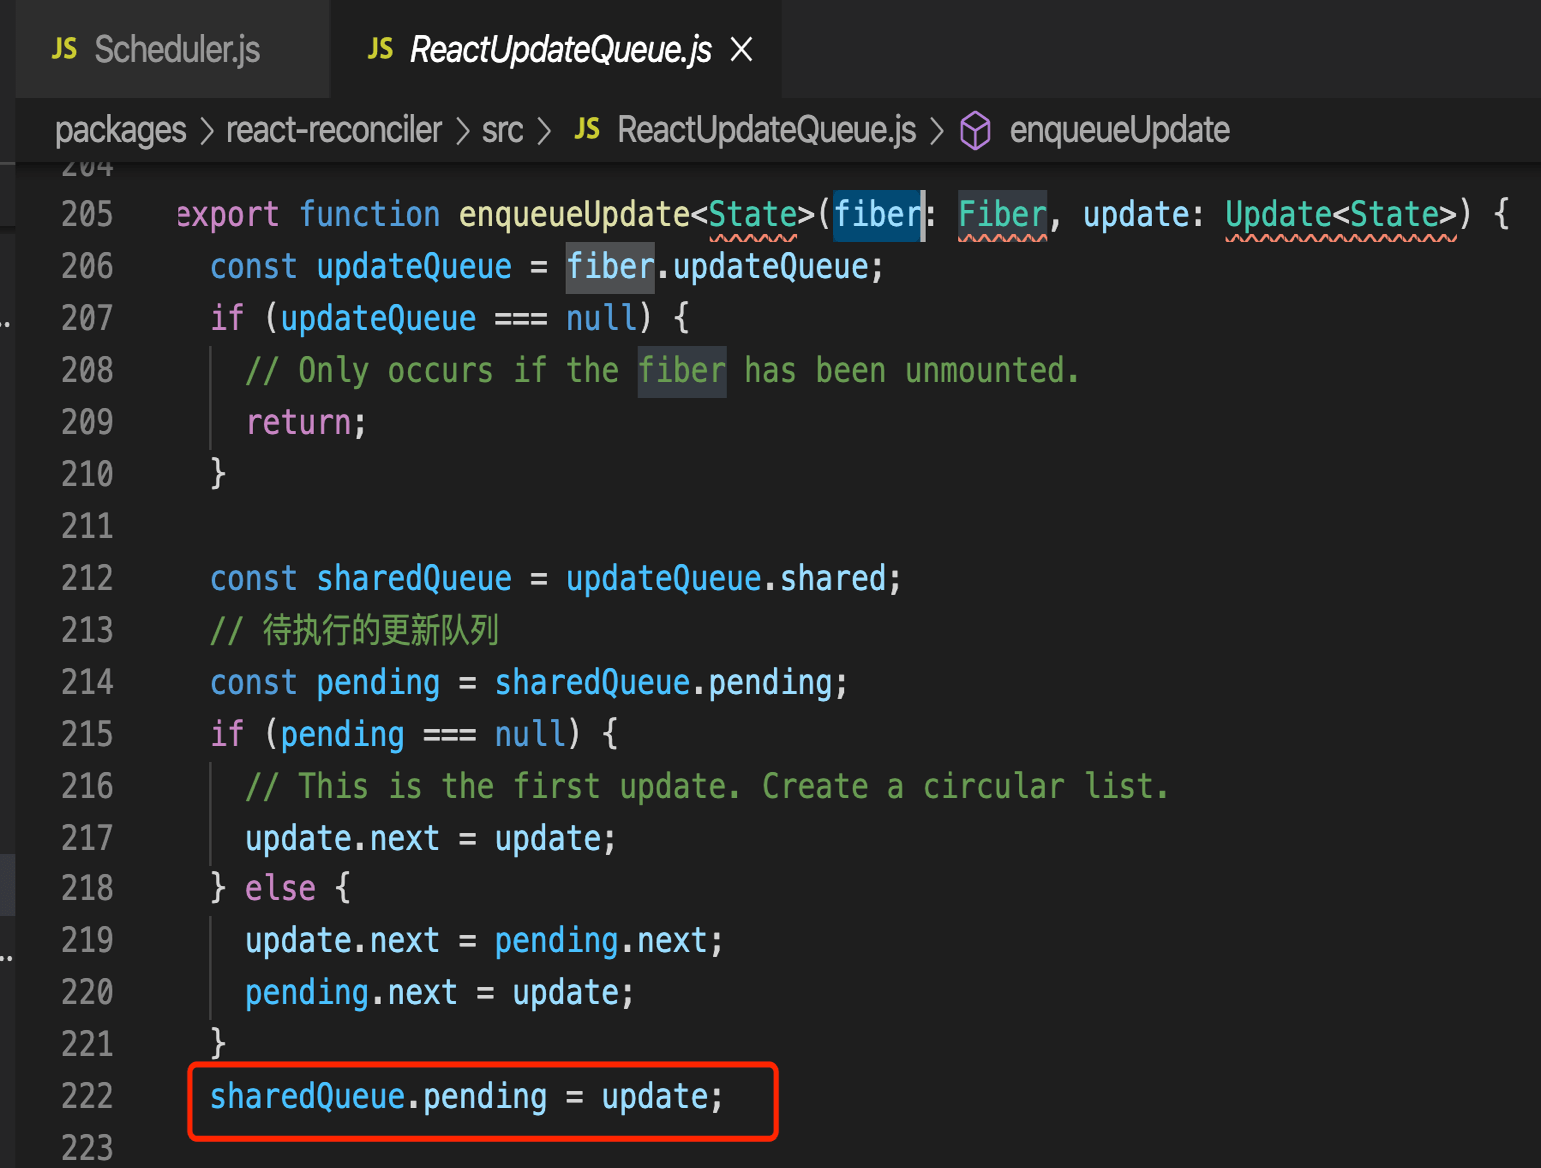 JS Scheduler.js JS ReactUpdateQueue.js
packages > react-reconciler > src > JS ReactUpdateQueue.js > enqueueUpdate
204
205 export function enqueueUpdate<State>(fiber: Fiber, update: Update<State>) {
206 const updateQueue = fiber.updateQueue;
207 if (updateQueue === null) {
208 // Only occurs if the fiber has been unmounted.
209 return;
210 }
211
212 const sharedQueue = updateQueue.shared;
213 // 待执行的更新队列
214 const pending = sharedQueue.pending;
215 if (pending === null) {
216 // This is the first update. Create a circular list.
217 update.next = update;
218 } else {
219 update.next = pending.next;
220 pending.next = update;
221 }
222 sharedQueue.pending = update;
223